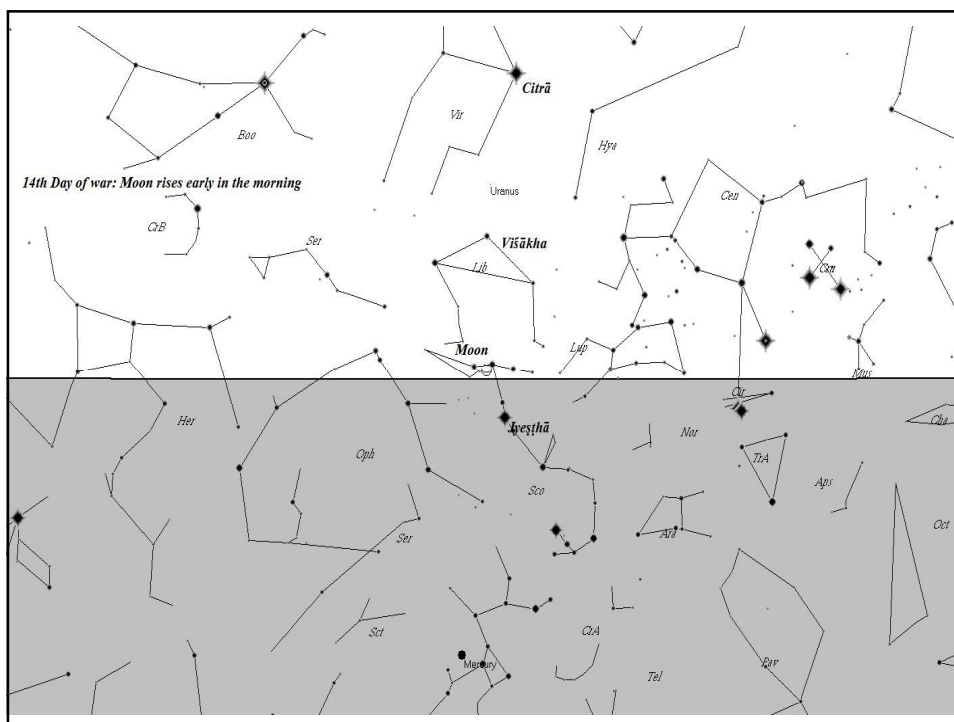 Citrā
Vir
Boo
Hya
14th Day of war: Moon rises early in the morning
Uranus
Cen
CrB
Ser
Viśākha
Lib
Moon
Lup
Mus
Cir
Her
Jyeṣṭhā
Nor
Cha
Oph
Sco
TrA
Aps
Oct
Ser
Ara
Sct
CrA
Mercury
Tel
Pav